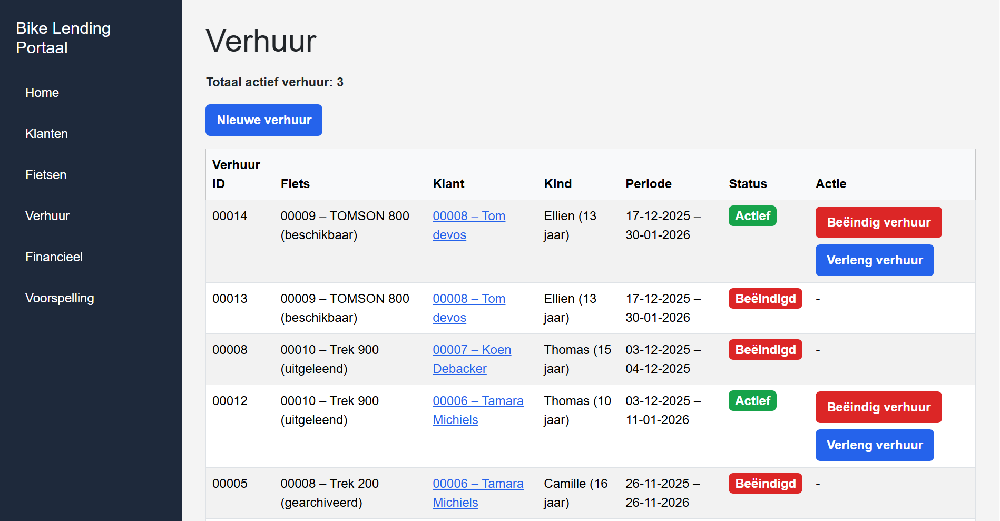 Bike Lending
Portaal
Home
Klanten
Fietsen
Verhuur
Financieel
Voorspelling
Verhuur
Totaal actief verhuur: 3
Nieuwe verhuur
Verhuur ID Fiets Klant Kind Periode Status Actie
00014 00009 – TOMSON 800 (beschikbaar) 00008 – Tom devos Ellien (13 jaar) 17-12-2025 – 30-01-2026 Actief Beëindig verhuur Verleng verhuur
00013 00009 – TOMSON 800 (beschikbaar) 00008 – Tom devos Ellien (13 jaar) 17-12-2025 – 30-01-2026 Beëindigd -
00008 00010 – Trek 900 (uitgeleend) 00007 – Koen Debacker Thomas (15 jaar) 03-12-2025 – 04-12-2025 Beëindigd -
00012 00010 – Trek 900 (uitgeleend) 00006 – Tamara Michiels Thomas (10 jaar) 03-12-2025 – 11-01-2026 Actief Beëindig verhuur Verleng verhuur
00005 00008 – Trek 200 (gearchiveerd) 00006 – Tamara Michiels Camille (16 jaar) 26-11-2025 – 26-11-2026 Beëindigd -